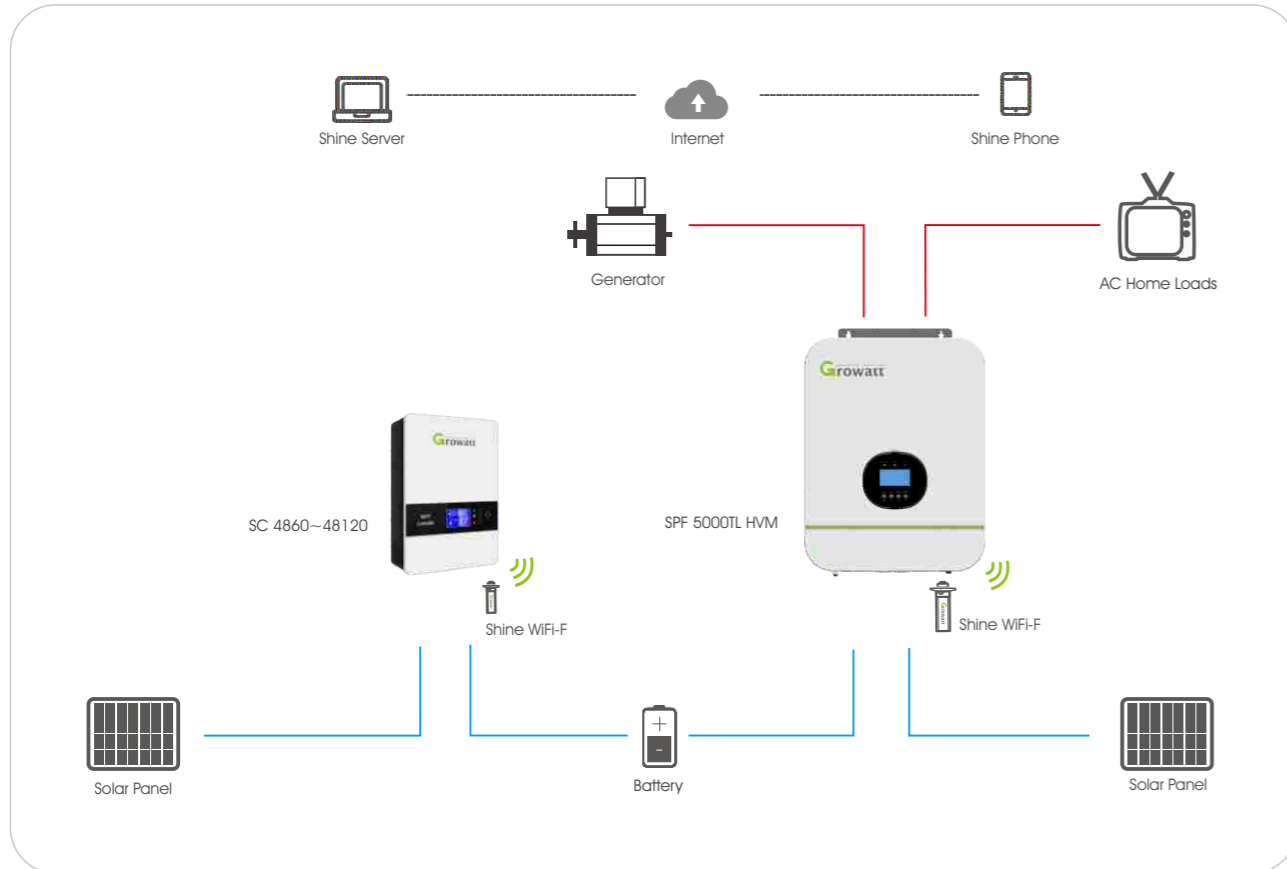 Shine Server
Internet
Shine Phone
Generator
AC Home Loads
Growatt
Growatt
SC 4860~48120
SPF 5000TL HVM
Shine WiFi-F
Shine WiFi-F
Solar Panel
Battery
Solar Panel